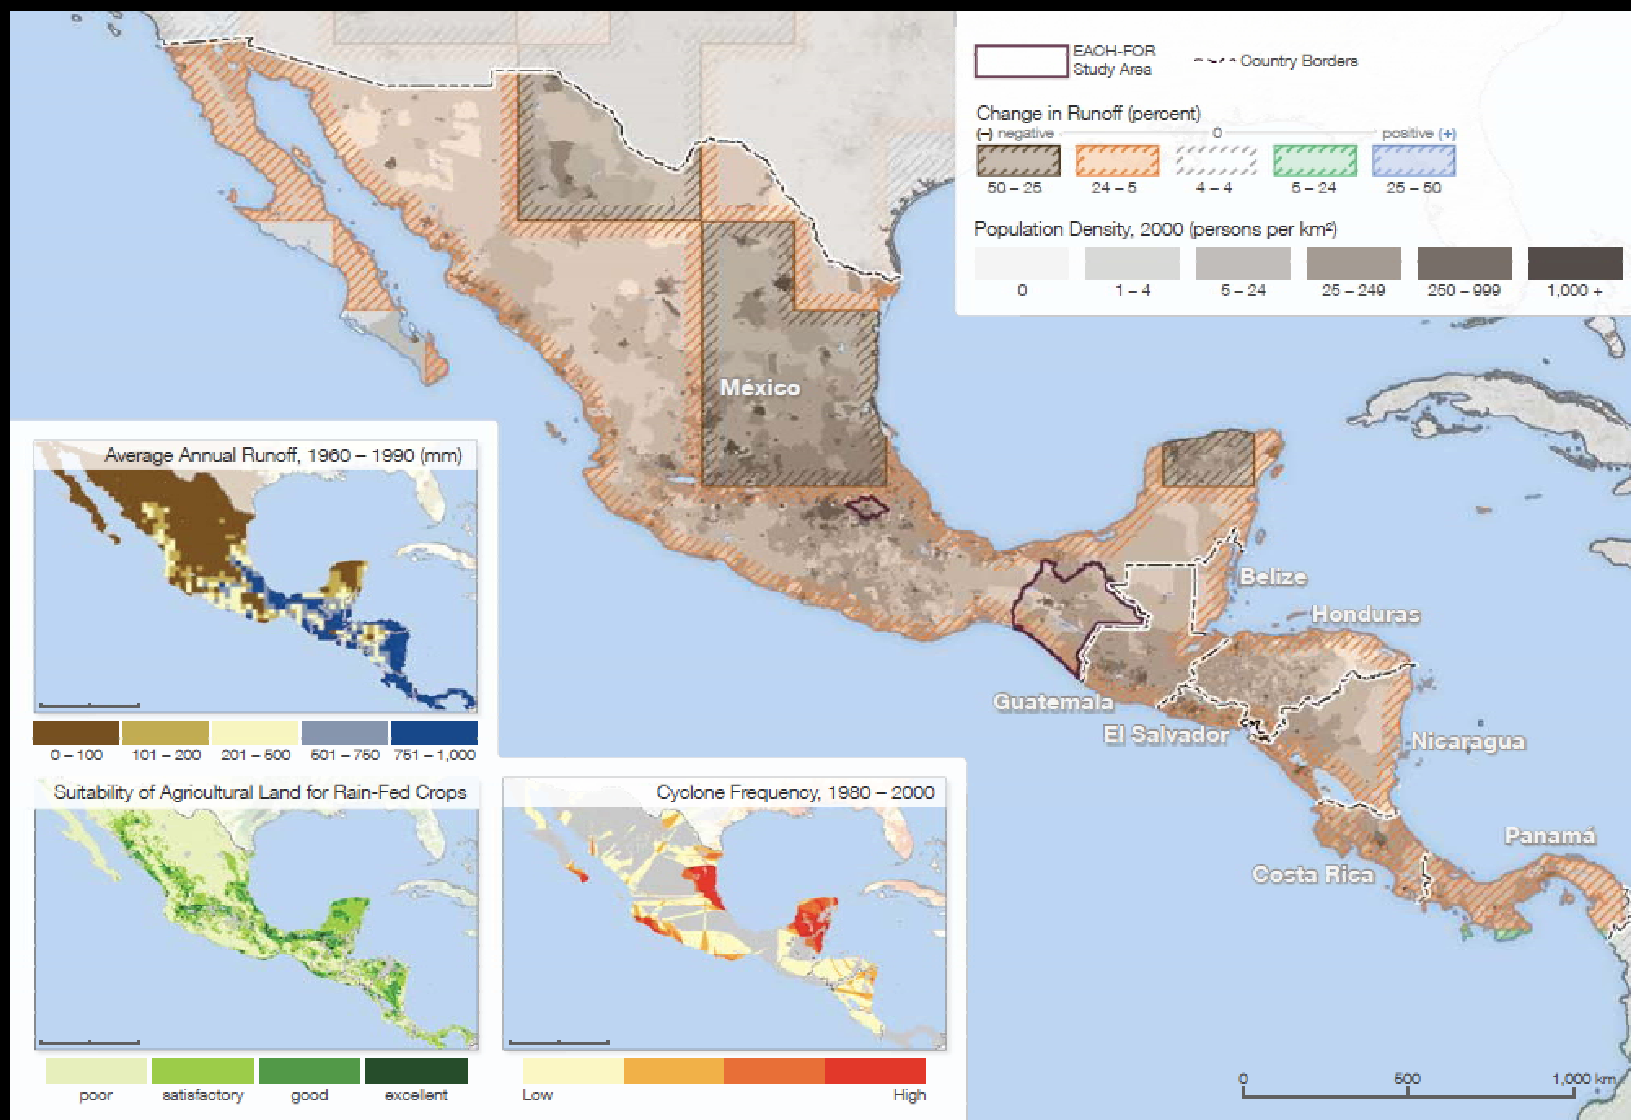 EACH-FOR
Study Area
Country Borders
Change in Runoff (percent)
(–) negative 0 positive (+)
50 – 25 24 – 5 4 – 4 5 – 24 25 – 50
Population Density, 2000 (persons per km²)
0 1 – 4 5 – 24 25 – 249 250 – 999 1,000 +
México
Belize
Honduras
Guatemala
El Salvador
Nicaragua
Costa Rica
Panamá
Average Annual Runoff, 1960 – 1990 (mm)
0 – 100 101 – 200 201 – 500 501 – 750 751 – 1,000
Suitability of Agricultural Land for Rain-Fed Crops
poor satisfactory good excellent
Cyclone Frequency, 1980 – 2000
Low High
0 500 1,000 km